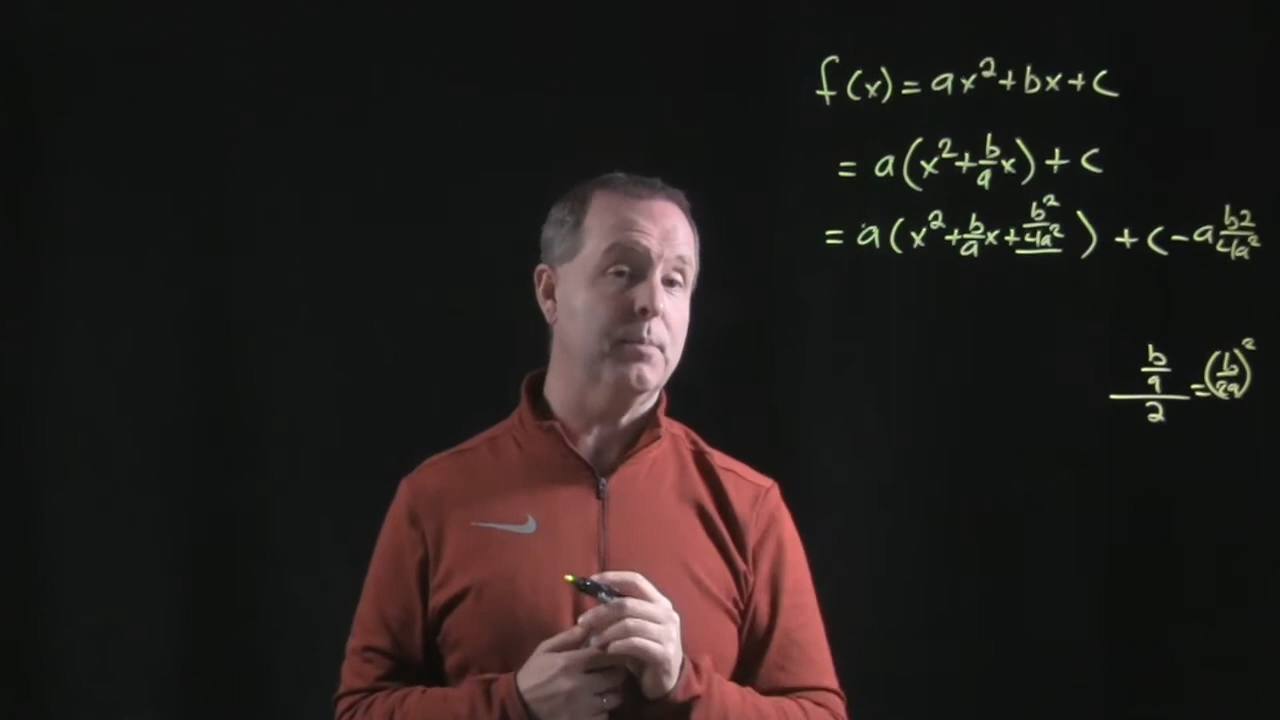 f(x) = ax²+bx+c
= a(x²+b/a x)+c
= a(x²+b/a x+b²/4a²)+c-a b2/4a²
b/a/2=(b/2a)²